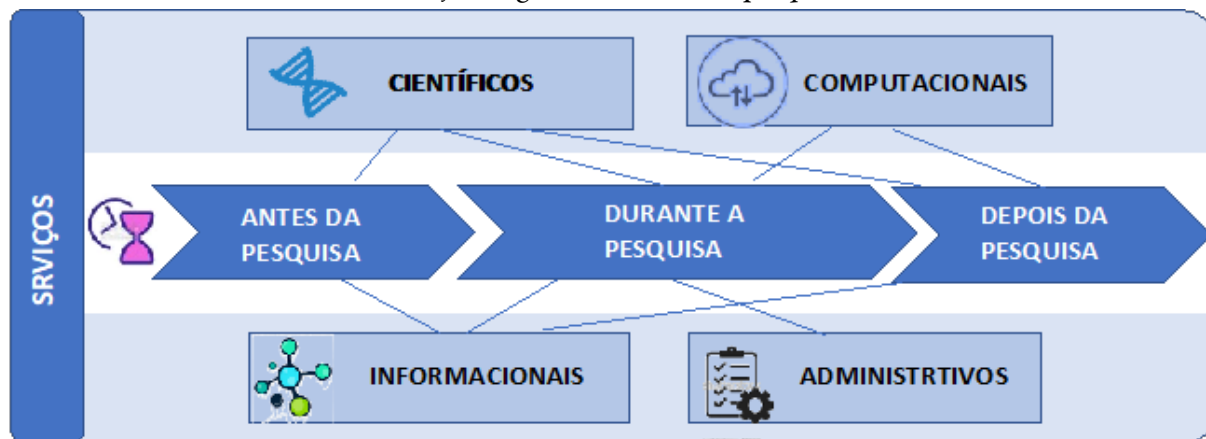 CIENTÍFICOS
COMPUTACIONAIS
SRVIÇOS
ANTES DA
PESQUISA
DURANTE A
PESQUISA
DEPOIS DA
PESQUISA
INFORMACIONAIS
ADMINISTRTIVOS